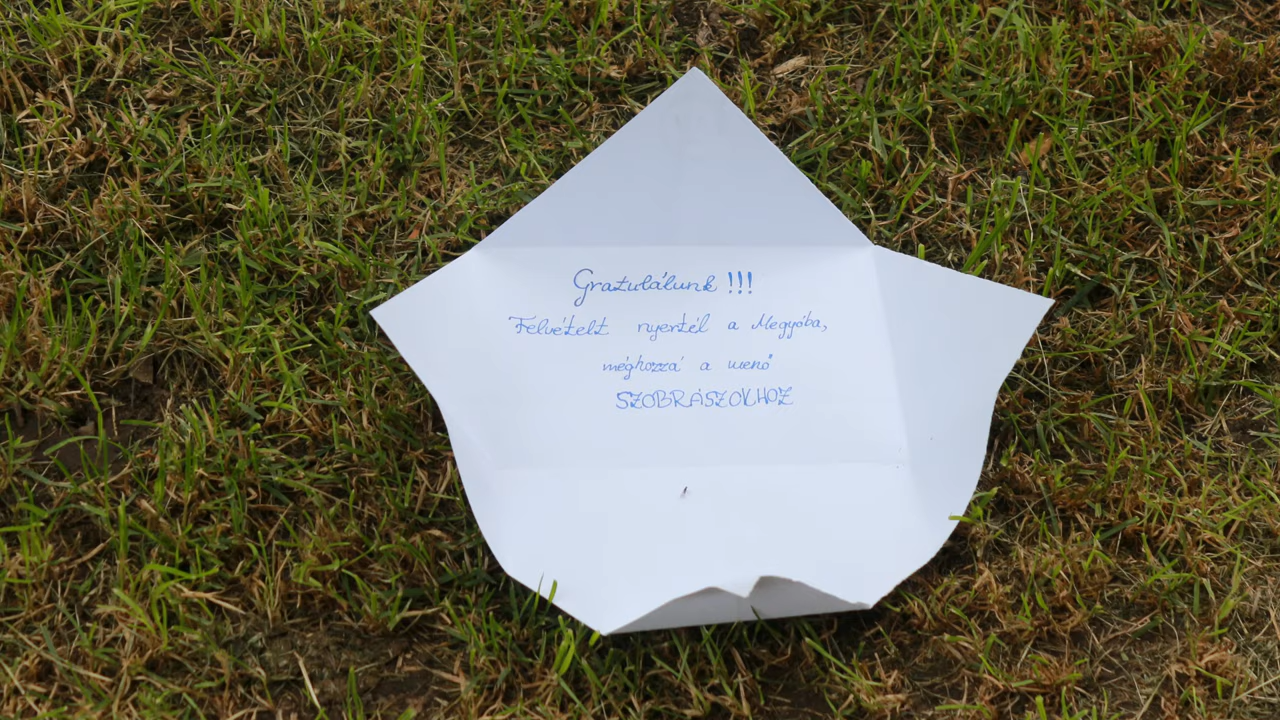 Gratulálunk !!!
Felvételt nyertél a Megyóba,
méghozzá a menő
SZOBRÁSZOKHOZ